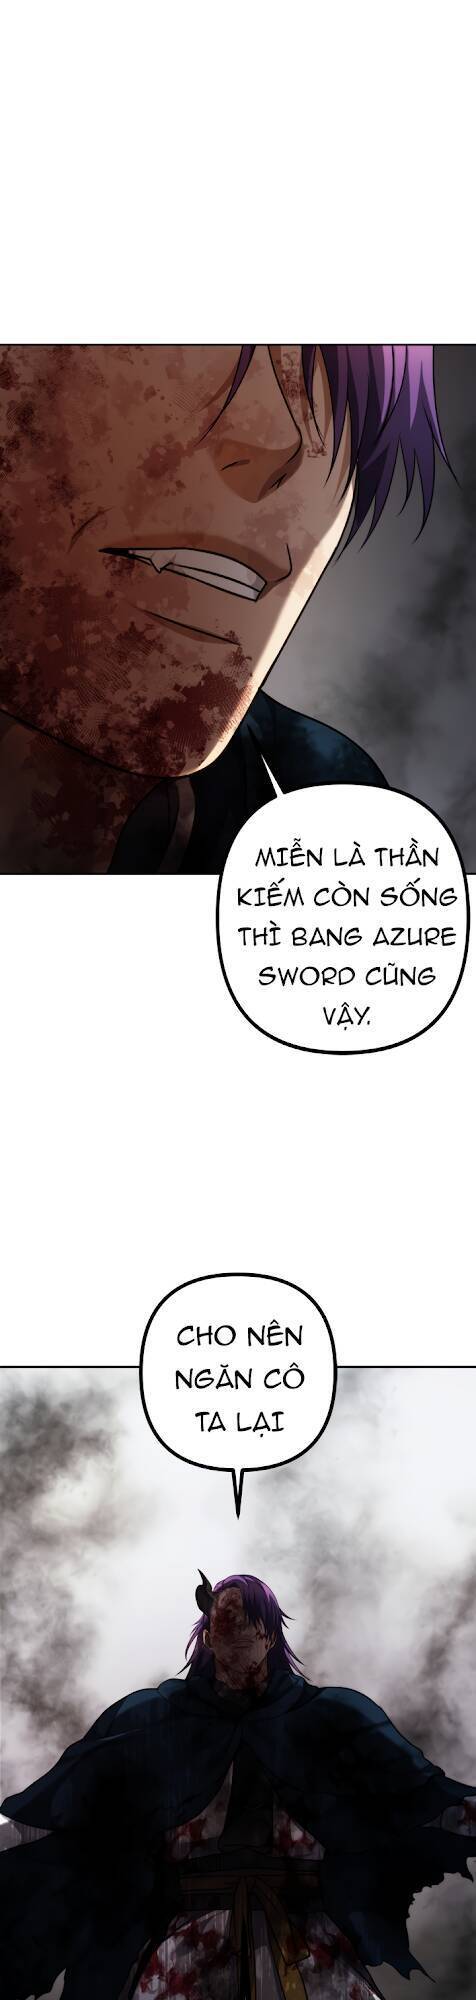 MIỄN LÀ THẦN
KIẾM CÒN SỐNG
THÌ BANG AZURE
SWORD CŨNG
VẬY.
CHO NÊN
NGĂN CÔ
TA LẠI